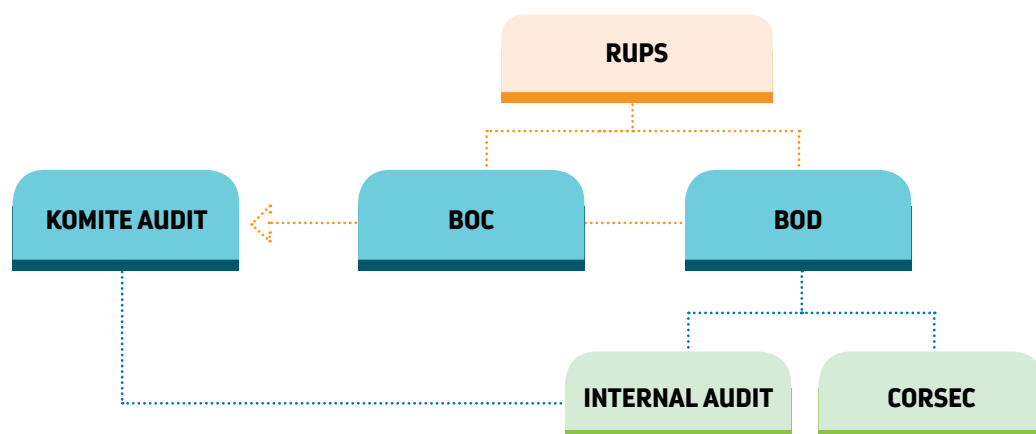 RUPS
KOMITE AUDIT
BOC
BOD
INTERNAL AUDIT
CORSEC